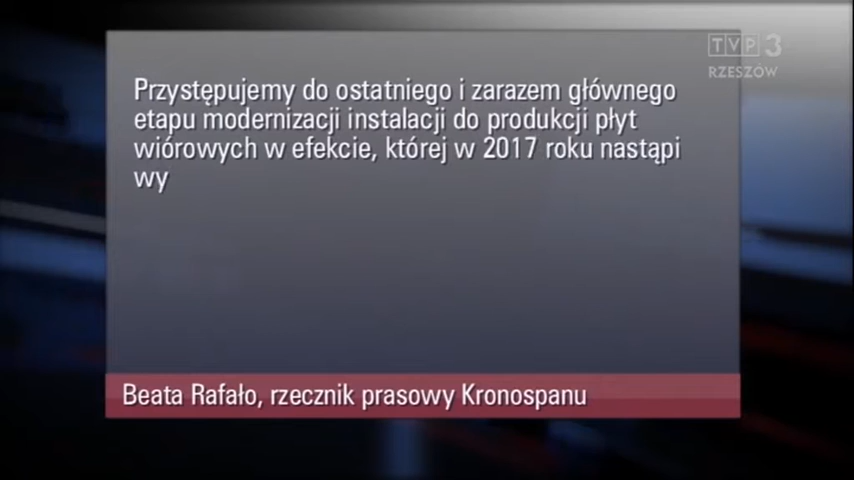 TVP 3
RZESZÓW
Przystępujemy do ostatniego i zarazem głównego
etapu modernizacji instalacji do produkcji płyt
wiórowych w efekcie, której w 2017 roku nastąpi
wy
Beata Rafało, rzecznik prasowy Kronospanu